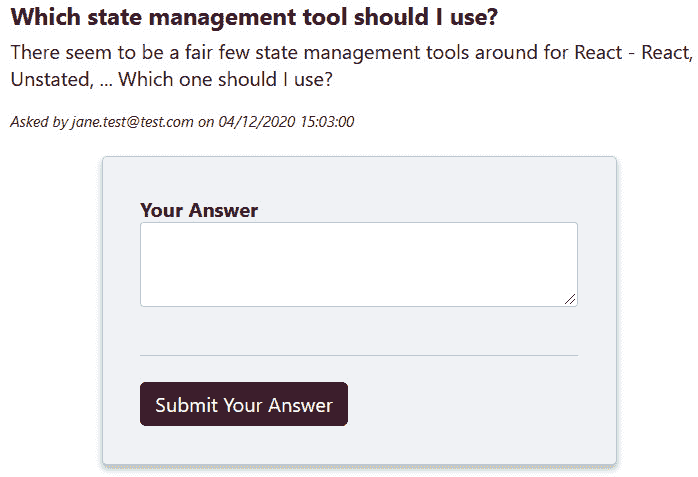 Which state management tool should I use?
There seem to be a fair few state management tools around for React - React,
Unstated, ... Which one should I use?
Asked by jane.test@test.com on 04/12/2020 15:03:00
Your Answer
Submit Your Answer